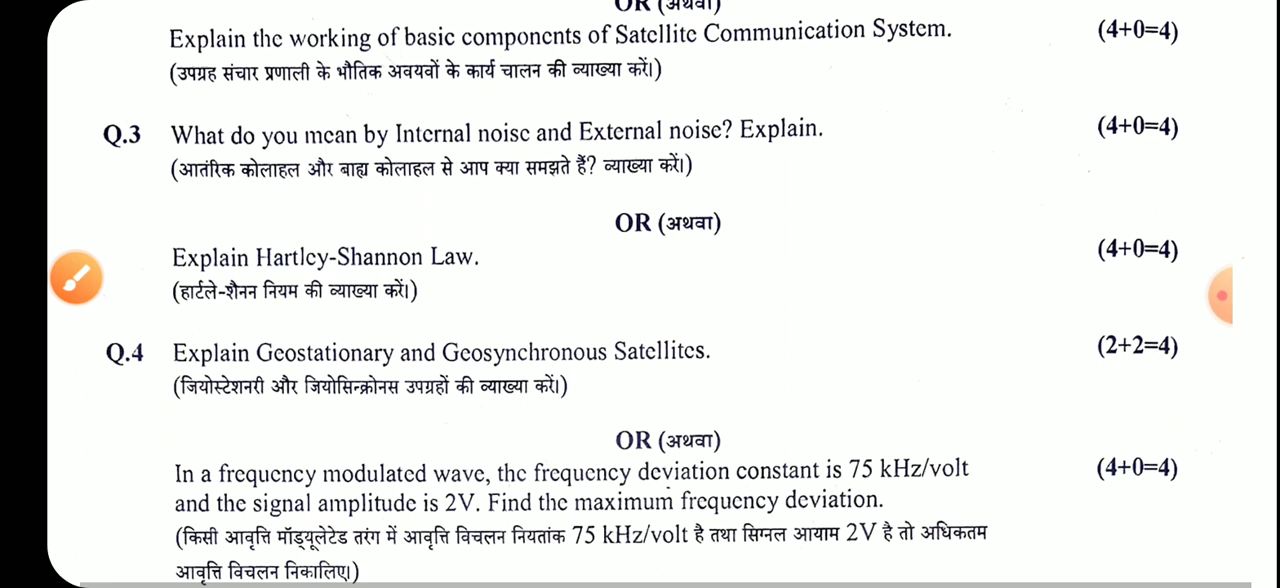 OR (अथवा)
Explain the working of basic components of Satellite Communication System. (4+0=4)
(उपग्रह संचार प्रणाली के भौतिक अवयवों के कार्य चालन की व्याख्या करें।)
Q.3 What do you mean by Internal noise and External noise? Explain. (4+0=4)
(आतंरिक कोलाहल और बाह्य कोलाहल से आप क्या समझते हैं? व्याख्या करें।)
OR (अथवा)
Explain Hartley-Shannon Law. (4+0=4)
(हार्टले-शैनन नियम की व्याख्या करें।)
Q.4 Explain Geostationary and Geosynchronous Satellites. (2+2=4)
(जियोस्टेशनरी और जियोसिन्क्रोनस उपग्रहों की व्याख्या करें।)
OR (अथवा)
In a frequency modulated wave, the frequency deviation constant is 75 kHz/volt (4+0=4)
and the signal amplitude is 2V. Find the maximum frequency deviation.
(किसी आवृत्ति मॉड्यूलेटेड तरंग में आवृत्ति विचलन नियतांक 75 kHz/volt है तथा सिग्नल आयाम 2V है तो अधिकतम
आवृत्ति विचलन निकालिए।)